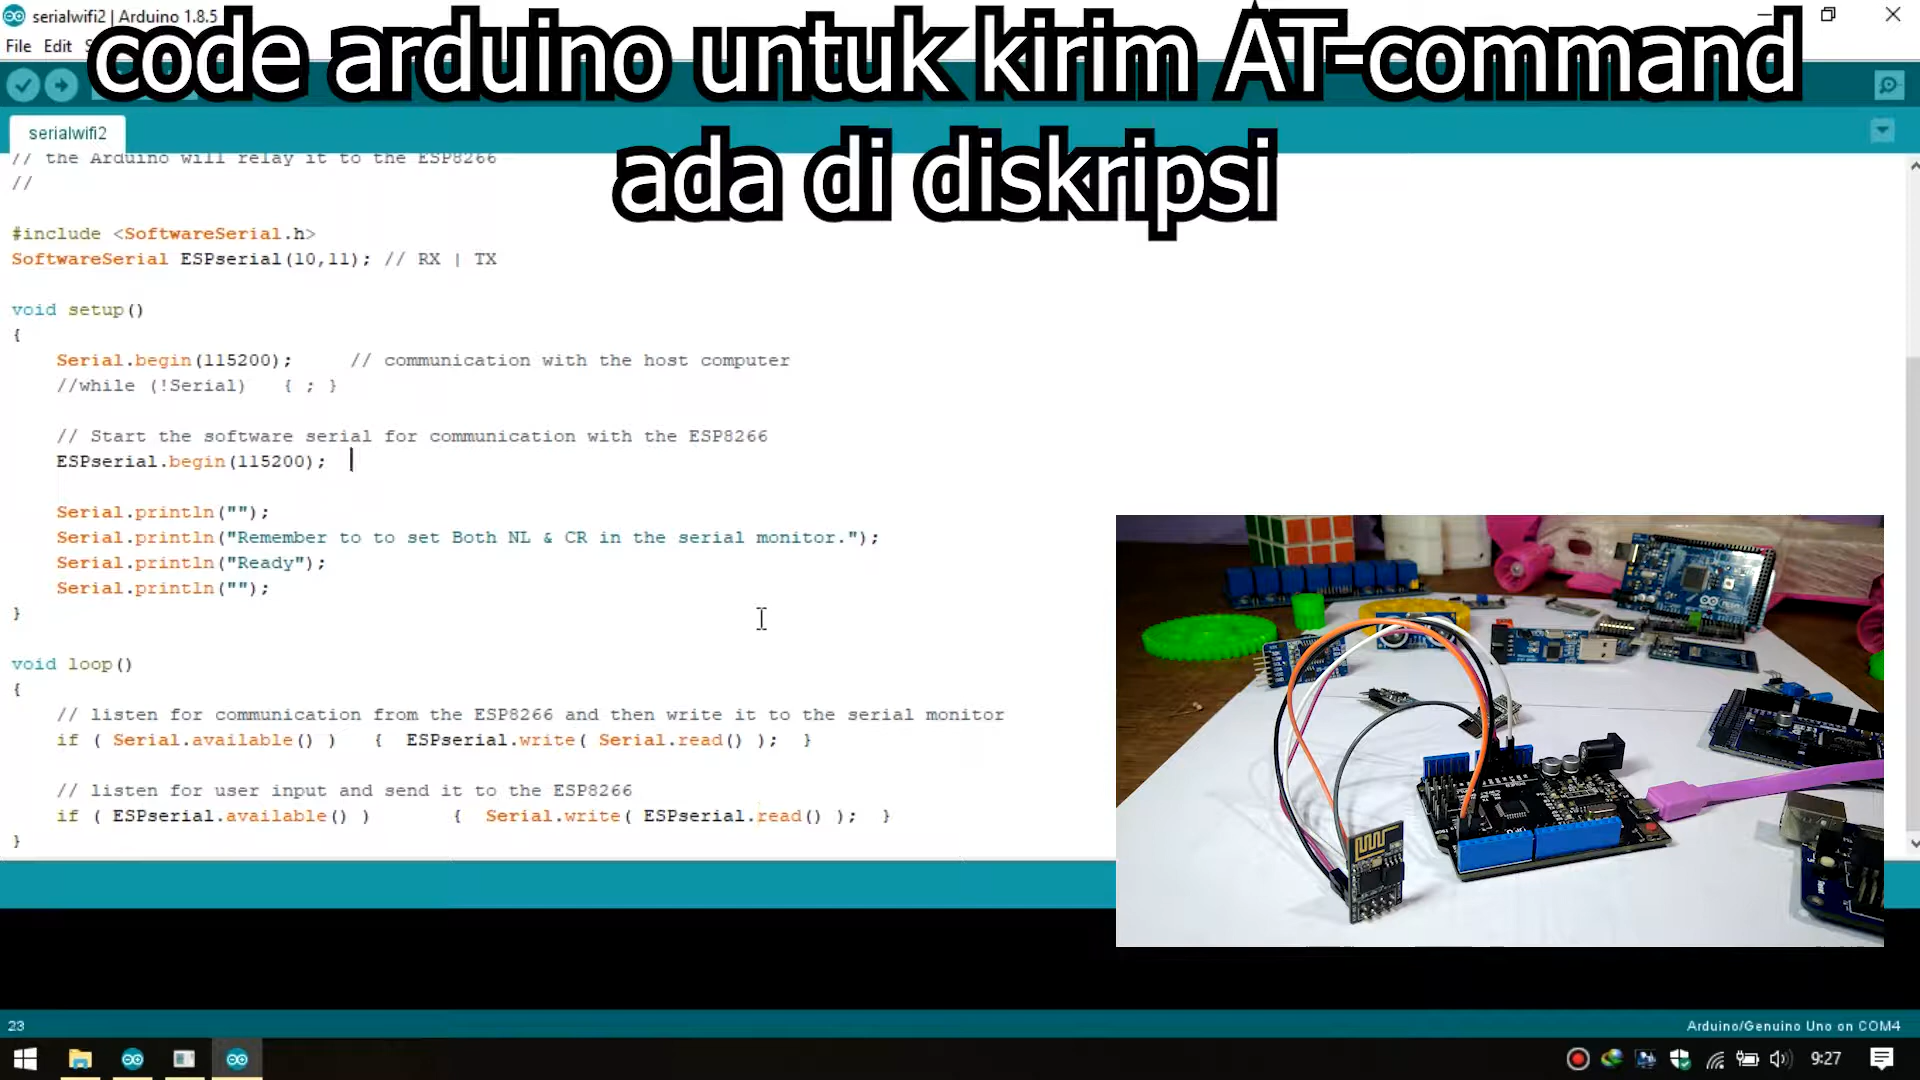 serialwifi2 | Arduino 1.8.5
File Edit
code arduino untuk kirim AT-command
ada di diskripsi
serialwifi2
// the Arduino will relay it to the ESP8266
//
#include <SoftwareSerial.h>
SoftwareSerial ESPserial(10,11); // RX | TX
void setup()
{
Serial.begin(115200); // communication with the host computer
//while (!Serial) { ; }
// Start the software serial for communication with the ESP8266
ESPserial.begin(115200);
Serial.println("");
Serial.println("Remember to to set Both NL & CR in the serial monitor.");
Serial.println("Ready");
Serial.println("");
}
void loop()
{
// listen for communication from the ESP8266 and then write it to the serial monitor
if ( Serial.available() ) { ESPserial.write( Serial.read() ); }
// listen for user input and send it to the ESP8266
if ( ESPserial.available() ) { Serial.write( ESPserial.read() ); }
}
23
Arduino/Genuino Uno on COM4
9:27